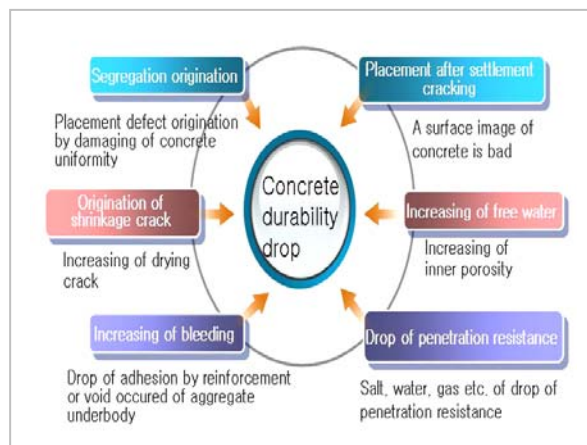 Segregation origination
Placement defect origination
by damaging of concrete
uniformity
Placement after settlement
cracking
A surface image of
concrete is bad
Concrete
durability
drop
Origination of
shrinkage crack
Increasing of drying
crack
Increasing of free water
Increasing of
inner porosity
Increasing of bleeding
Drop of adhesion by reinforcement
or void occured of aggregate
underbody
Drop of penetration resistance
Salt, water, gas etc. of drop of
penetration resistance